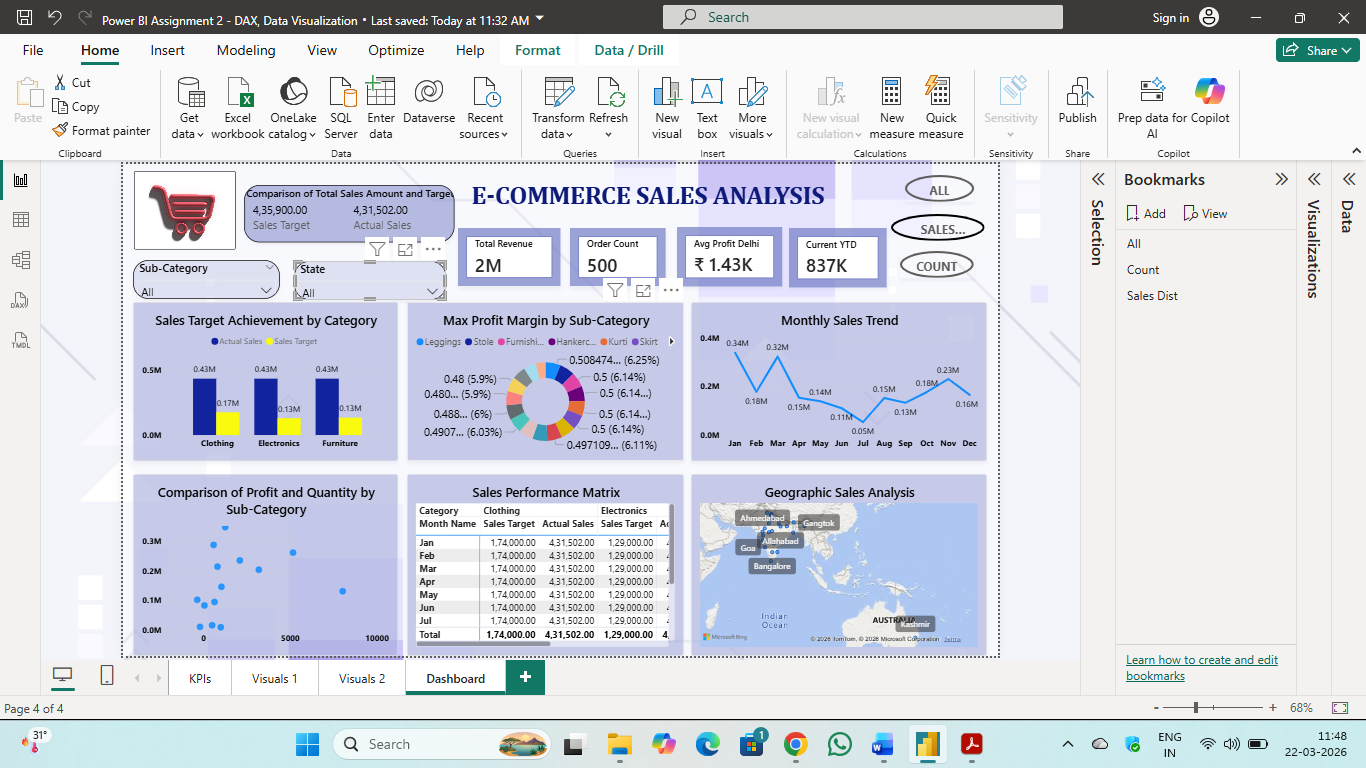 Power BI Assignment 2 - DAX, Data Visualization • Last saved: Today at 11:32 AM
Search
Sign in
File Home Insert Modeling View Optimize Help Format Data / Drill
Share
Paste
Cut
Copy
Format painter
Get data
Excel workbook
OneLake catalog
SQL Server
Enter data
Dataverse
Recent sources
Transform data
Refresh
New visual
Text box
More visuals
New visual calculation
New measure
Quick measure
Sensitivity
Publish
Prep data for AI
Copilot
Clipboard Data Queries Insert Calculations Sensitivity Share Copilot
DAX
TMDL
Comparison of Total Sales Amount and Target
4,35,900.00 4,31,502.00
Sales Target Actual Sales
E-COMMERCE SALES ANALYSIS
ALL
SALES...
COUNT
Total Revenue
2M
Order Count
500
Avg Profit Delhi
₹ 1.43K
Current YTD
837K
Sub-Category
All
State
All
Sales Target Achievement by Category
Actual Sales Sales Target
0.5M
0.0M
0.43M 0.43M 0.43M
0.17M 0.13M 0.13M
Clothing Electronics Furniture
Max Profit Margin by Sub-Category
Leggings Stole Furnishi... Hankerc... Kurti Skirt
0.508474... (6.25%)
0.5 (6.14%)
0.5 (6.14...)
0.5 (6.14...)
0.5 (6.14%)
0.497109... (6.11%)
0.4907... (6.03%)
0.488... (6%)
0.480... (5.9%)
0.48 (5.9%)
Monthly Sales Trend
0.4M
0.2M
0.0M
0.34M 0.18M 0.32M 0.15M 0.14M 0.11M 0.05M 0.15M 0.13M 0.18M 0.23M 0.16M
Jan Feb Mar Apr May Jun Jul Aug Sep Oct Nov Dec
Comparison of Profit and Quantity by
Sub-Category
0.3M
0.2M
0.1M
0.0M
0 5000 10000
Sales Performance Matrix
Category Clothing Electronics
Month Name Sales Target Actual Sales Sales Target
Jan 1,74,000.00 4,31,502.00 1,29,000.00
Feb 1,74,000.00 4,31,502.00 1,29,000.00
Mar 1,74,000.00 4,31,502.00 1,29,000.00
Apr 1,74,000.00 4,31,502.00 1,29,000.00
May 1,74,000.00 4,31,502.00 1,29,000.00
Jun 1,74,000.00 4,31,502.00 1,29,000.00
Jul 1,74,000.00 4,31,502.00 1,29,000.00
Total 1,74,000.00 4,31,502.00 1,29,000.00
Geographic Sales Analysis
Ahmedabad
Gangtok
Allahabad
Goa
Bangalore
Indian
Ocean
AUSTRALIA
Kashmir
Microsoft Bing
© 2026 TomTom, © 2026 Microsoft Corporation Terms
Selection
Bookmarks
Add View
All
Count
Sales Dist
Learn how to create and edit
bookmarks
Visualizations
Data
KPIs Visuals 1 Visuals 2 Dashboard
Page 4 of 4
68%
31°
Search
1
ENG
IN
11:48
22-03-2026